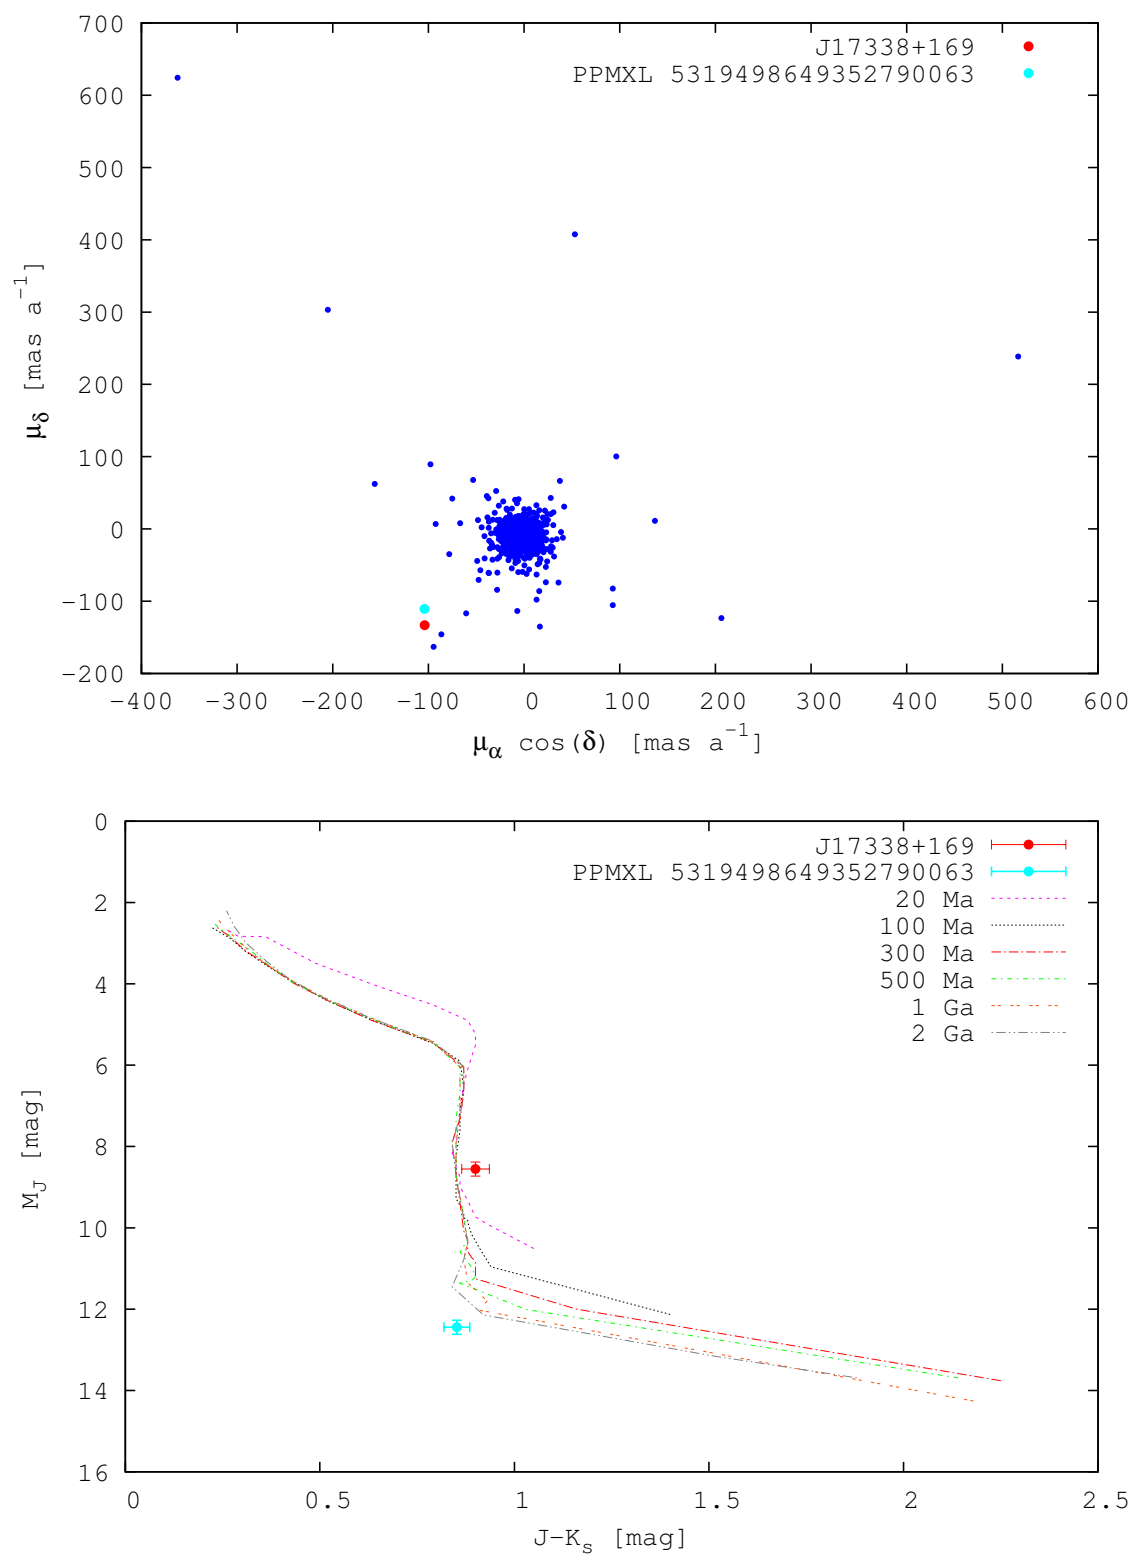 700
600
500
400
300
200
100
0
−100
−200
−400
−300
−200
−100
0
100
200
300
400
500
600
μδ [mas a−1]
μα cos(δ) [mas a−1]
J17338+169
PPMXL 5319498649352790063
0
2
4
6
8
10
12
14
16
0
0.5
1
1.5
2
2.5
MJ [mag]
J−Ks [mag]
J17338+169
PPMXL 5319498649352790063
20 Ma
100 Ma
300 Ma
500 Ma
1 Ga
2 Ga